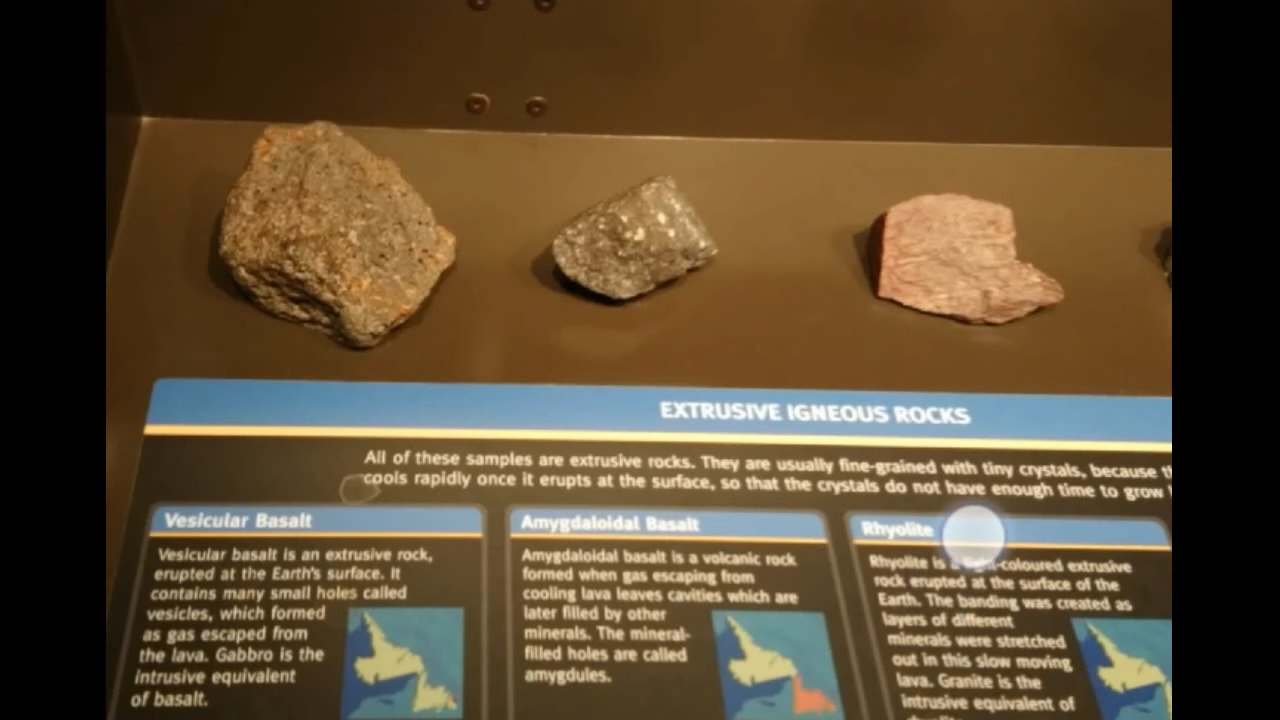 EXTRUSIVE IGNEOUS ROCKS
All of these samples are extrusive rocks. They are usually fine-grained with tiny crystals, because
cools rapidly once it erupts at the surface, so that the crystals do not have enough time to grow
Vesicular Basalt
Vesicular basalt is an extrusive rock,
erupted at the Earth's surface. It
contains many small holes called
vesicles, which formed
as gas escaped from
the lava. Gabbro is the
intrusive equivalent
of basalt.
Amygdaloidal Basalt
Amygdaloidal basalt is a volcanic rock
formed when gas escaping from
cooling lava leaves cavities which are
later filled by other
minerals. The mineral-
filled holes are called
amygdules.
Rhyolite
Rhyolite is a light-coloured extrusive
rock erupted at the surface of the
Earth. The banding was created as
layers of different
minerals were stretched
out in this slow moving
lava. Granite is the
intrusive equivalent of